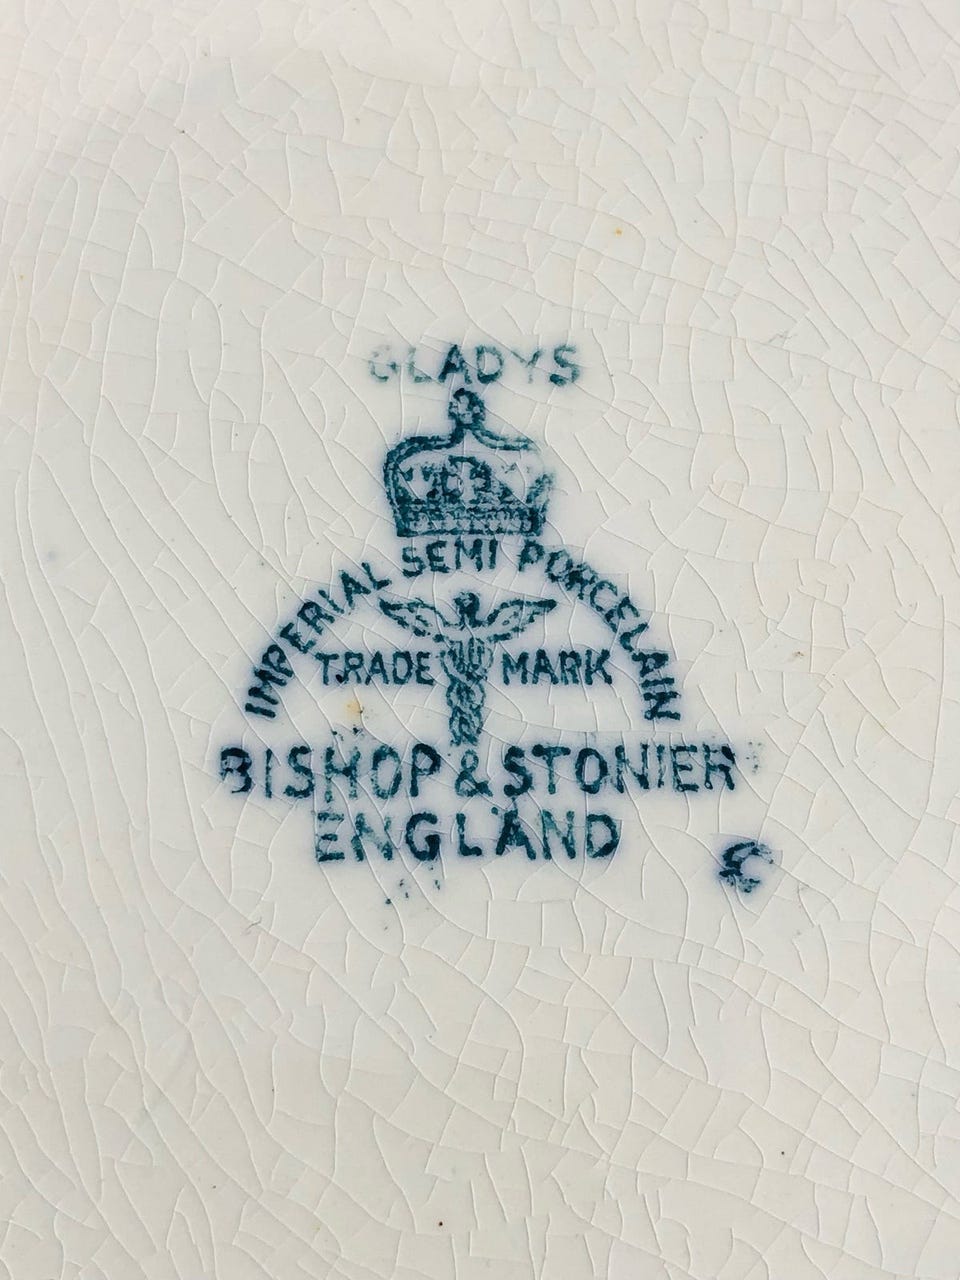 GLADYS
IMPERIAL SEMI PORCELAIN
TRADE MARK
BISHOP & STONIER
ENGLAND